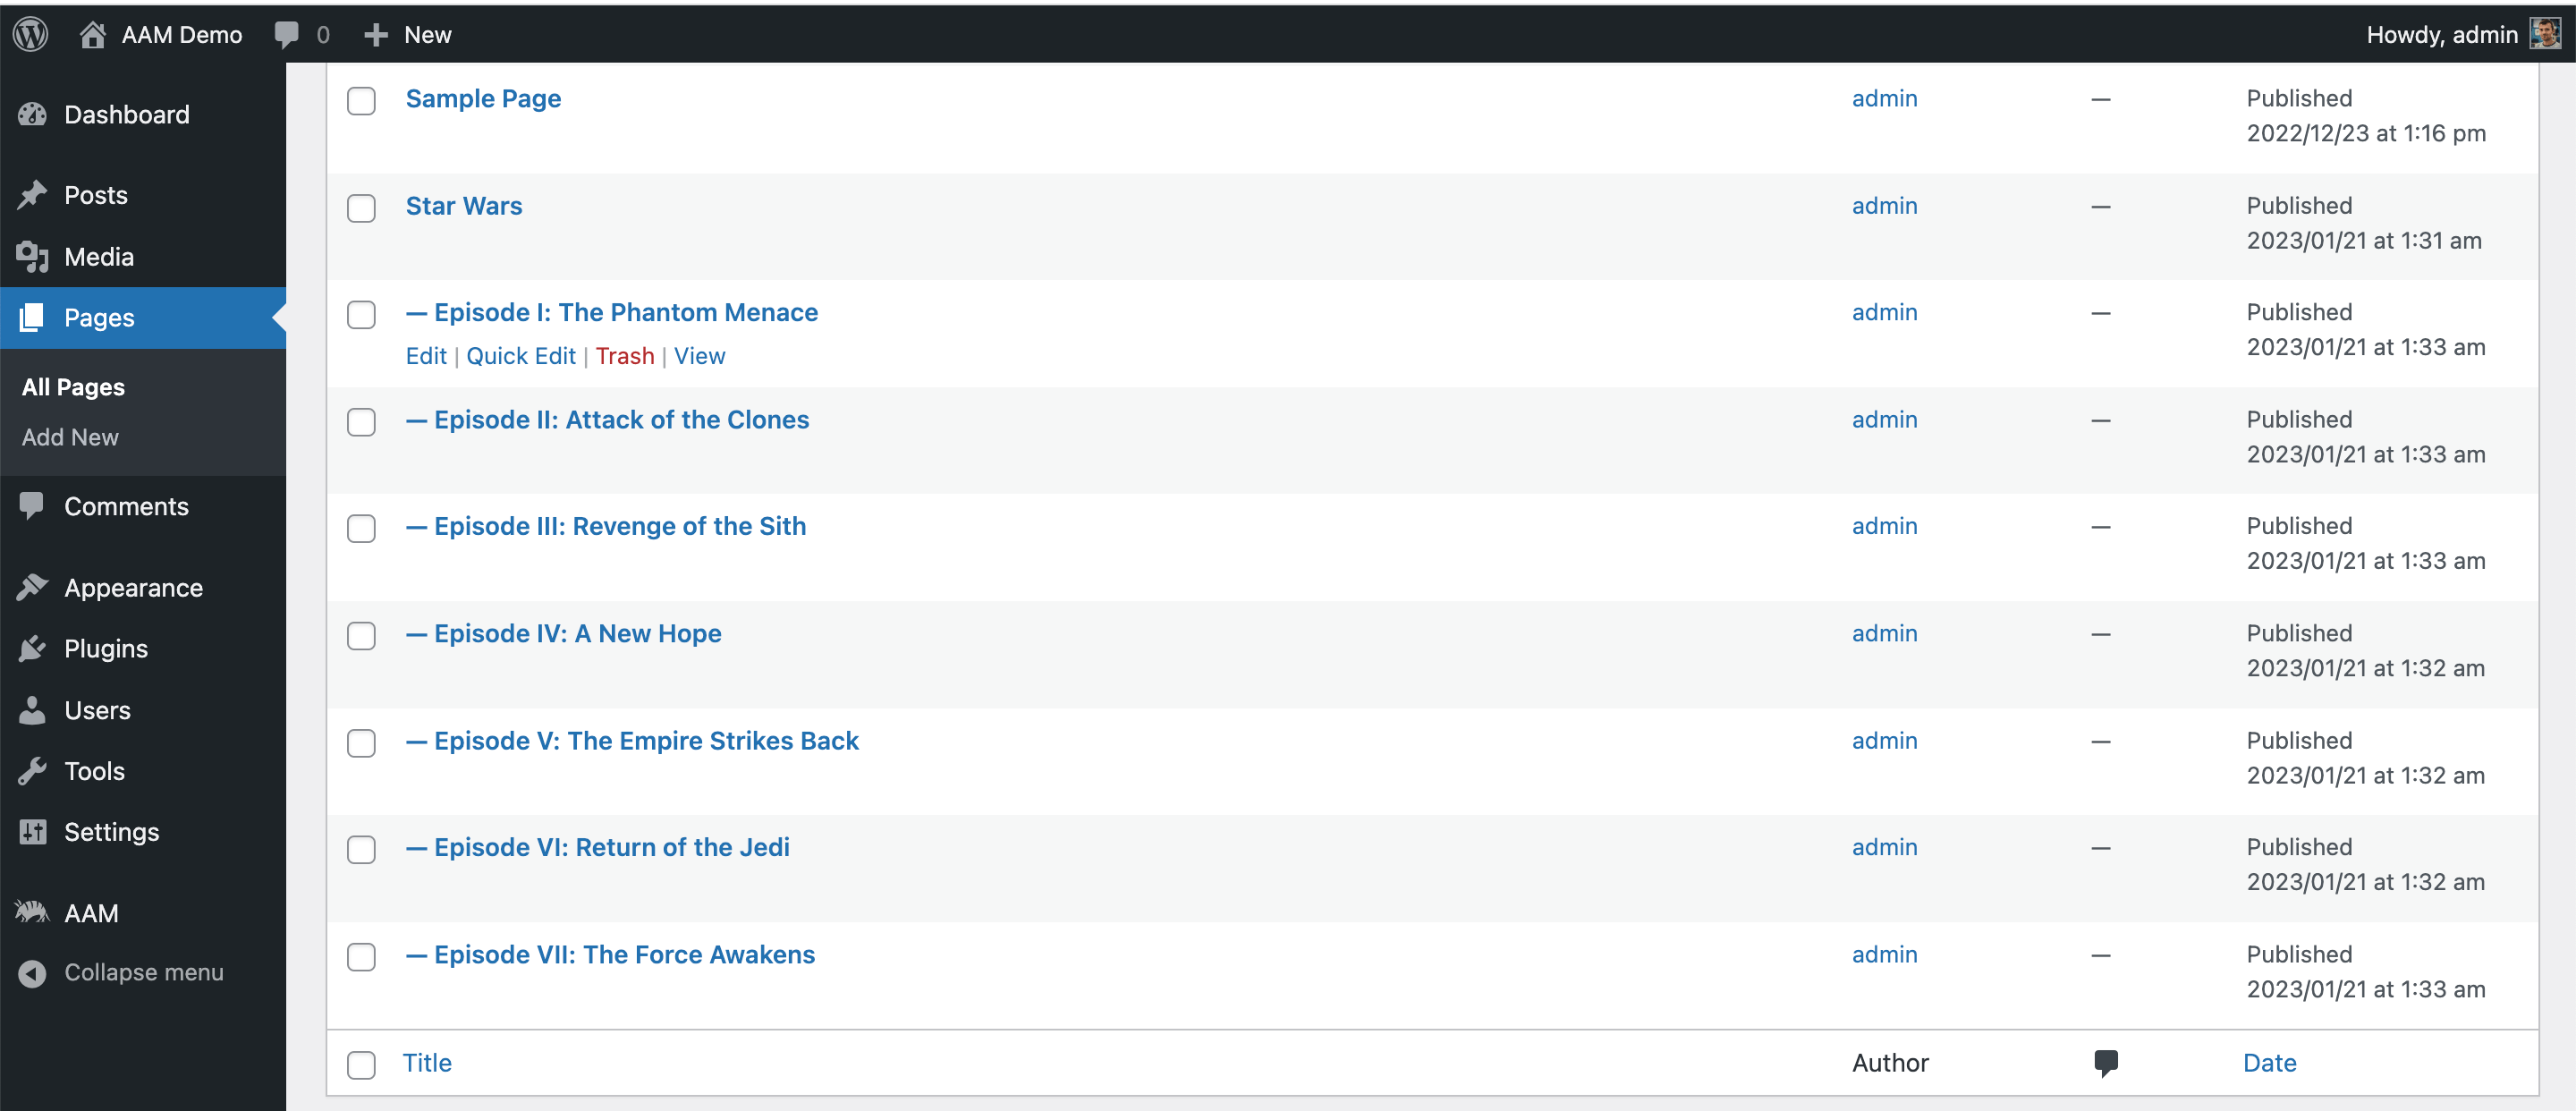 AAM Demo 0 New Howdy, admin
Dashboard
Posts
Media
Pages
All Pages
Add New
Comments
Appearance
Plugins
Users
Tools
Settings
AAM
Collapse menu
Sample Page admin — Published
2022/12/23 at 1:16 pm
Star Wars admin — Published
2023/01/21 at 1:31 am
— Episode I: The Phantom Menace admin — Published
Edit | Quick Edit | Trash | View 2023/01/21 at 1:33 am
— Episode II: Attack of the Clones admin — Published
2023/01/21 at 1:33 am
— Episode III: Revenge of the Sith admin — Published
2023/01/21 at 1:33 am
— Episode IV: A New Hope admin — Published
2023/01/21 at 1:32 am
— Episode V: The Empire Strikes Back admin — Published
2023/01/21 at 1:32 am
— Episode VI: Return of the Jedi admin — Published
2023/01/21 at 1:32 am
— Episode VII: The Force Awakens admin — Published
2023/01/21 at 1:33 am
Title Author Date